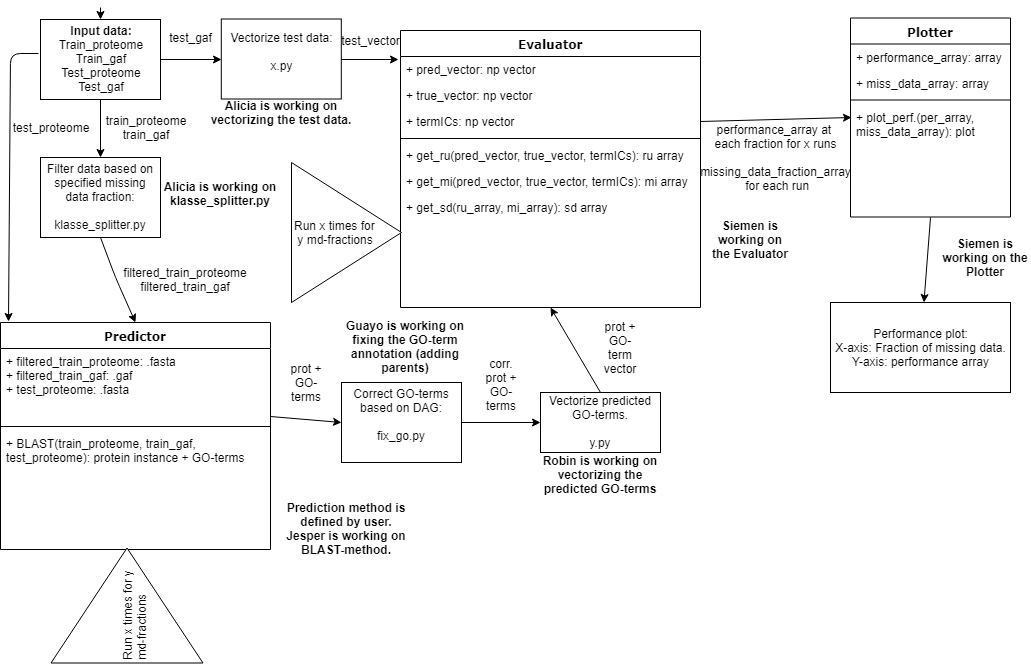 Input data:
Train_proteome
Train_gaf
Test_proteome
Test_gaf
test_gaf
Vectorize test data:
x.py
test_vector
Alicia is working on
vectorizing the test data.
test_proteome
train_proteome
train_gaf
Filter data based on
specified missing
data fraction:
klasse_splitter.py
Alicia is working on
klasse_splitter.py
filtered_train_proteome
filtered_train_gaf
Evaluator
+ pred_vector: np vector
+ true_vector: np vector
+ termICs: np vector
+ get_ru(pred_vector, true_vector, termICs): ru array
+ get_mi(pred_vector, true_vector, termICs): mi array
+ get_sd(ru_array, mi_array): sd array
Run x times for
y md-fractions
performance_array at
each fraction for x runs
missing_data_fraction_array
for each run
Siemen is
working on
the Evaluator
Plotter
+ performance_array: array
+ miss_data_array: array
+ plot_perf.(per_array,
miss_data_array): plot
Siemen is
working on the
Plotter
Performance plot:
X-axis: Fraction of missing data.
Y-axis: performance array
Predictor
+ filtered_train_proteome: .fasta
+ filtered_train_gaf: .gaf
+ test_proteome: .fasta
+ BLAST(train_proteome, train_gaf,
test_proteome): protein instance + GO-terms
prot +
GO-
terms
Guayo is working on
fixing the GO-term
annotation (adding
parents)
Correct GO-terms
based on DAG:
fix_go.py
corr.
prot +
GO-
terms
prot +
GO-
term
vector
Vectorize predicted
GO-terms.
y.py
Robin is working on
vectorizing the
predicted GO-terms
Prediction method is
defined by user.
Jesper is working on
BLAST-method.
Run x times for y
md-fractions